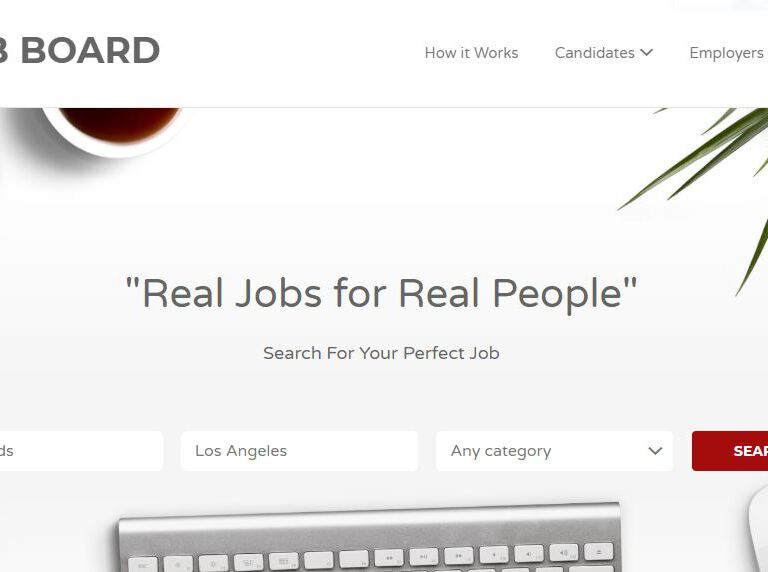 B BOARD
How it Works Candidates Employers
"Real Jobs for Real People"
Search For Your Perfect Job
ds Los Angeles Any category SEAR